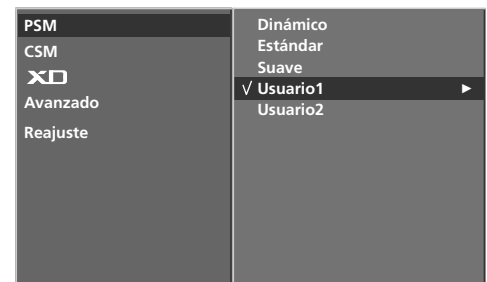 PSM
CSM
XD
Avanzado
Reajuste
Dinámico
Estándar
Suave
√ Usuario1 ►
Usuario2